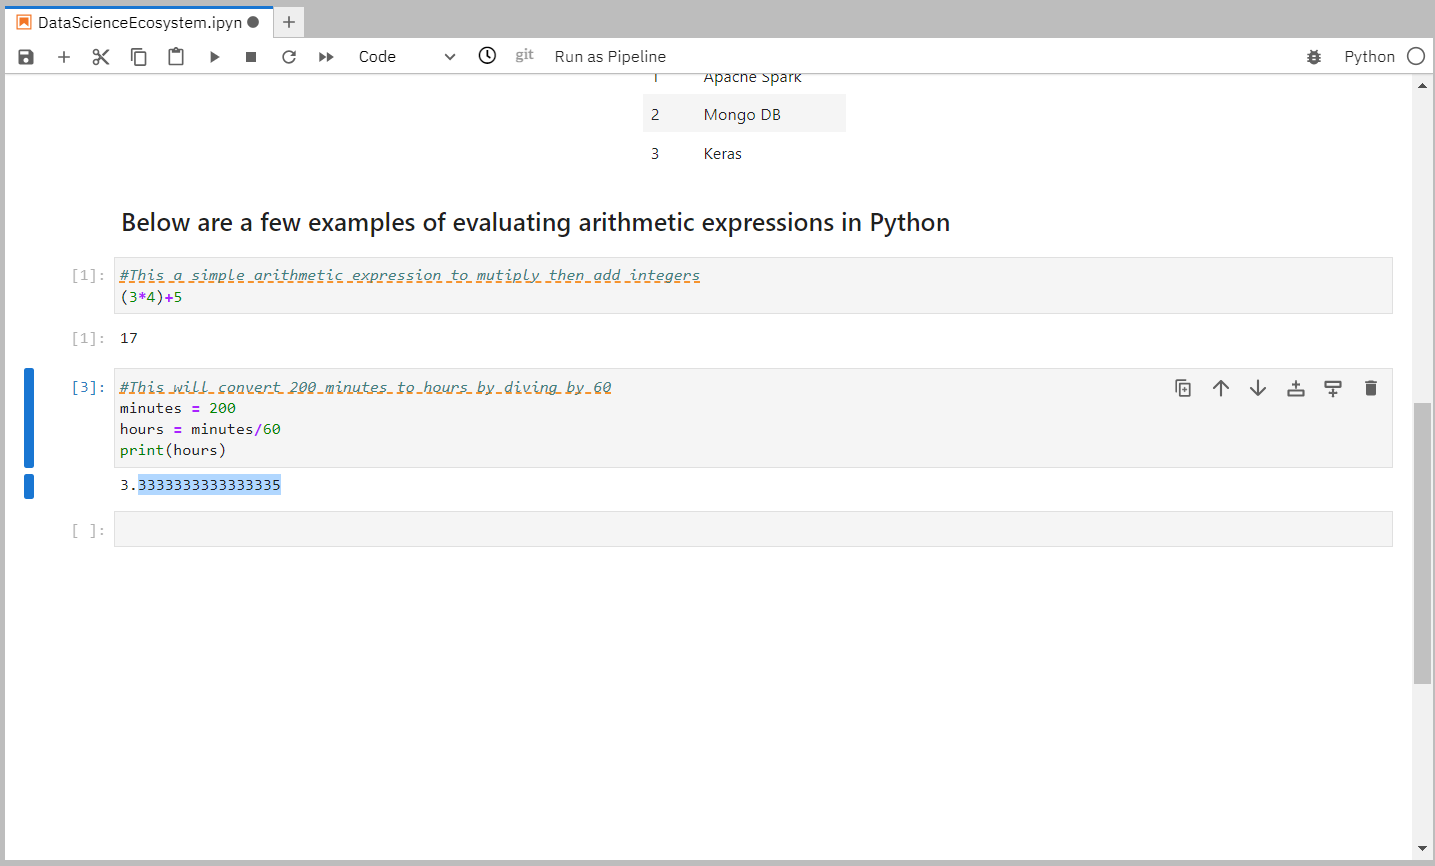 DataScienceEcosystem.ipyn
Code git Run as Pipeline Python
1 Apache Spark
2 Mongo DB
3 Keras
Below are a few examples of evaluating arithmetic expressions in Python
[1]: #This a simple arithmetic expression to mutiply then add integers
(3*4)+5
[1]: 17
[3]: #This will convert 200 minutes to hours by diving by 60
minutes = 200
hours = minutes/60
print(hours)
3.3333333333333335
[ ]: